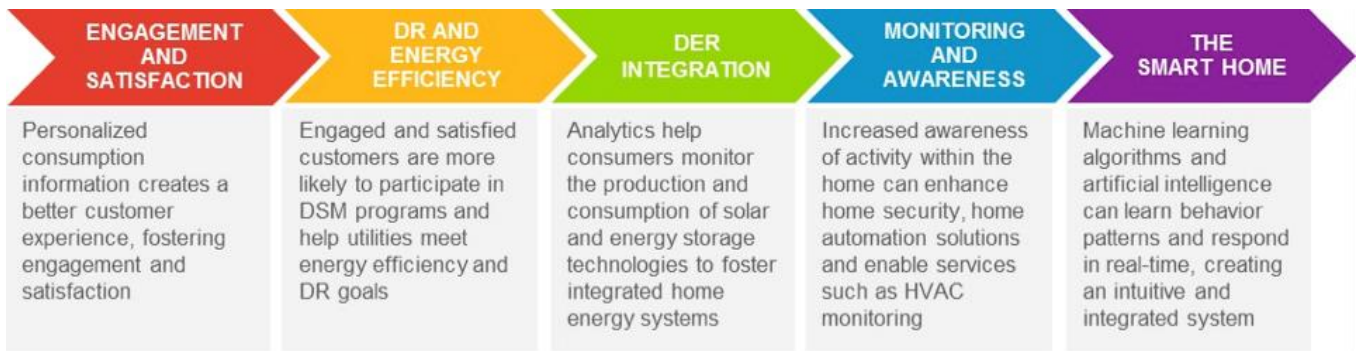 ENGAGEMENT
AND
SATISFACTION
Personalized
consumption
information creates a
better customer
experience, fostering
engagement and
satisfaction
DR AND
ENERGY
EFFICIENCY
Engaged and satisfied
customers are more
likely to participate in
DSM programs and
help utilities meet
energy efficiency and
DR goals
DER
INTEGRATION
Analytics help
consumers monitor
the production and
consumption of solar
and energy storage
technologies to foster
integrated home
energy systems
MONITORING
AND
AWARENESS
Increased awareness
of activity within the
home can enhance
home security, home
automation solutions
and enable services
such as HVAC
monitoring
THE
SMART HOME
Machine learning
algorithms and
artificial intelligence
can learn behavior
patterns and respond
in real-time, creating
an intuitive and
integrated system